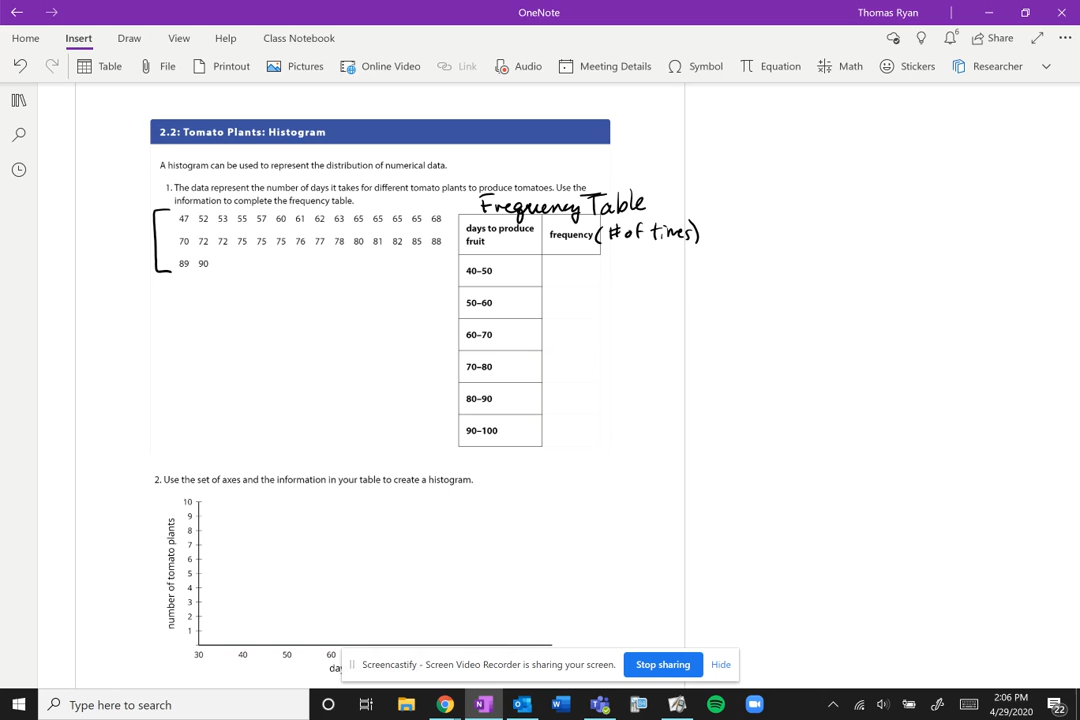 OneNote
Thomas Ryan
Home Insert Draw View Help Class Notebook
6 Share
Table File Printout Pictures Online Video Link Audio Meeting Details Symbol Equation Math Stickers Researcher
2.2: Tomato Plants: Histogram
A histogram can be used to represent the distribution of numerical data.
1. The data represent the number of days it takes for different tomato plants to produce tomatoes. Use the
information to complete the frequency table.
Frequency Table
47 52 53 55 57 60 61 62 63 65 65 65 65 68
70 72 72 75 75 75 76 77 78 80 81 82 85 88
89 90
days to produce
fruit
frequency (# of times)
40–50
50–60
60–70
70–80
80–90
90–100
2. Use the set of axes and the information in your table to create a histogram.
number of tomato plants
10
9
8
7
6
5
4
3
2
1
30 40 50 60
day
Screencastify - Screen Video Recorder is sharing your screen. Stop sharing Hide
Type here to search
2:06 PM
4/29/2020
22